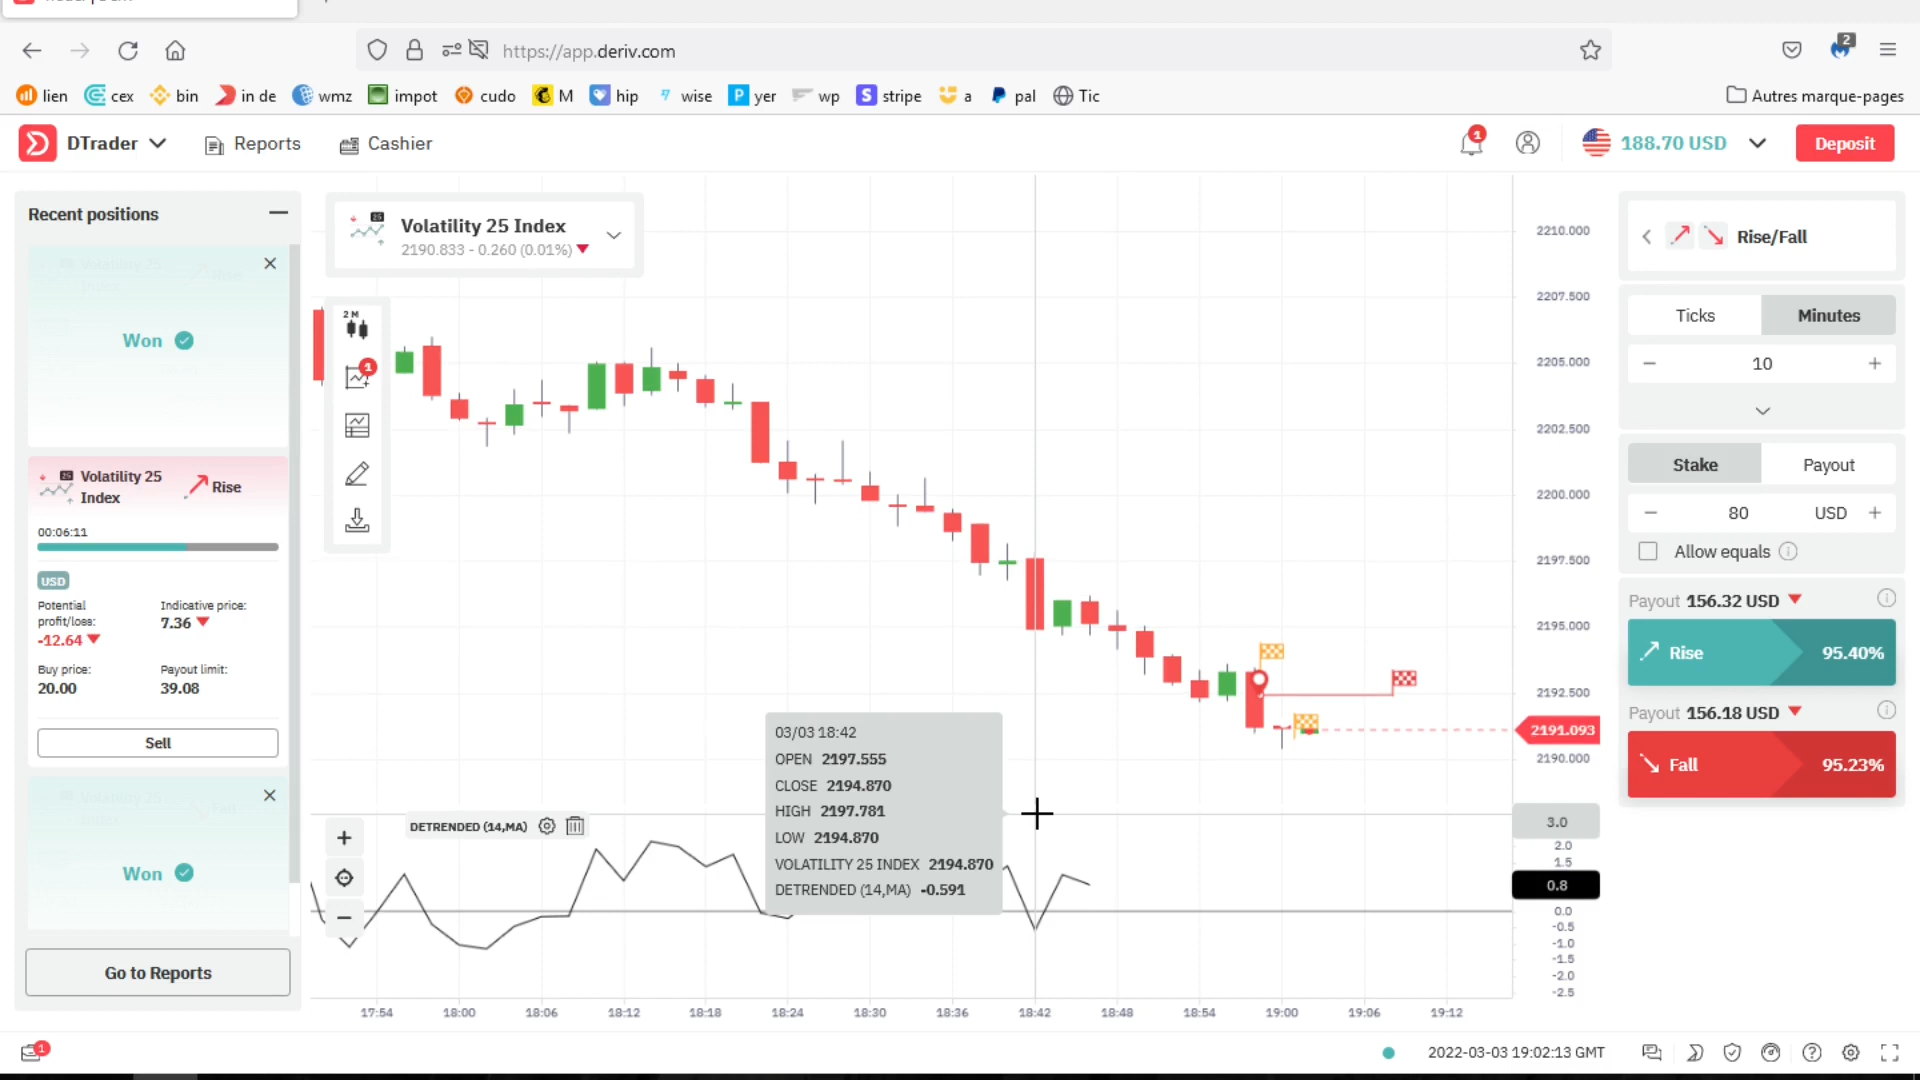 https://app.deriv.com
2
lien
cex
bin
in de
wmz
impot
cudo
M
hip
wise
yer
wp
stripe
a
pal
Tic
Autres marque-pages
DTrader
Reports
Cashier
1
188.70 USD
Deposit
Recent positions
Won
Volatility 25
Index
Rise
00:06:11
USD
Potential
profit/loss:
-12.64
Indicative price:
7.36
Buy price:
20.00
Payout limit:
39.08
Sell
Won
Go to Reports
25
Volatility 25 Index
2190.833 - 0.260 (0.01%)
2 M
1
03/03 18:42
OPEN 2197.555
CLOSE 2194.870
HIGH 2197.781
LOW 2194.870
VOLATILITY 25 INDEX 2194.870
DETRENDED (14,MA) -0.591
DETRENDED (14,MA)
2210.000
2207.500
2205.000
2202.500
2200.000
2197.500
2195.000
2192.500
2191.093
2190.000
3.0
2.0
1.5
0.8
0.0
-0.5
-1.0
-1.5
-2.0
-2.5
17:54
18:00
18:06
18:12
18:18
18:24
18:30
18:36
18:42
18:48
18:54
19:00
19:06
19:12
Rise/Fall
Ticks
Minutes
10
Stake
Payout
80
USD
Allow equals
Payout 156.32 USD
Rise
95.40%
Payout 156.18 USD
Fall
95.23%
1
2022-03-03 19:02:13 GMT